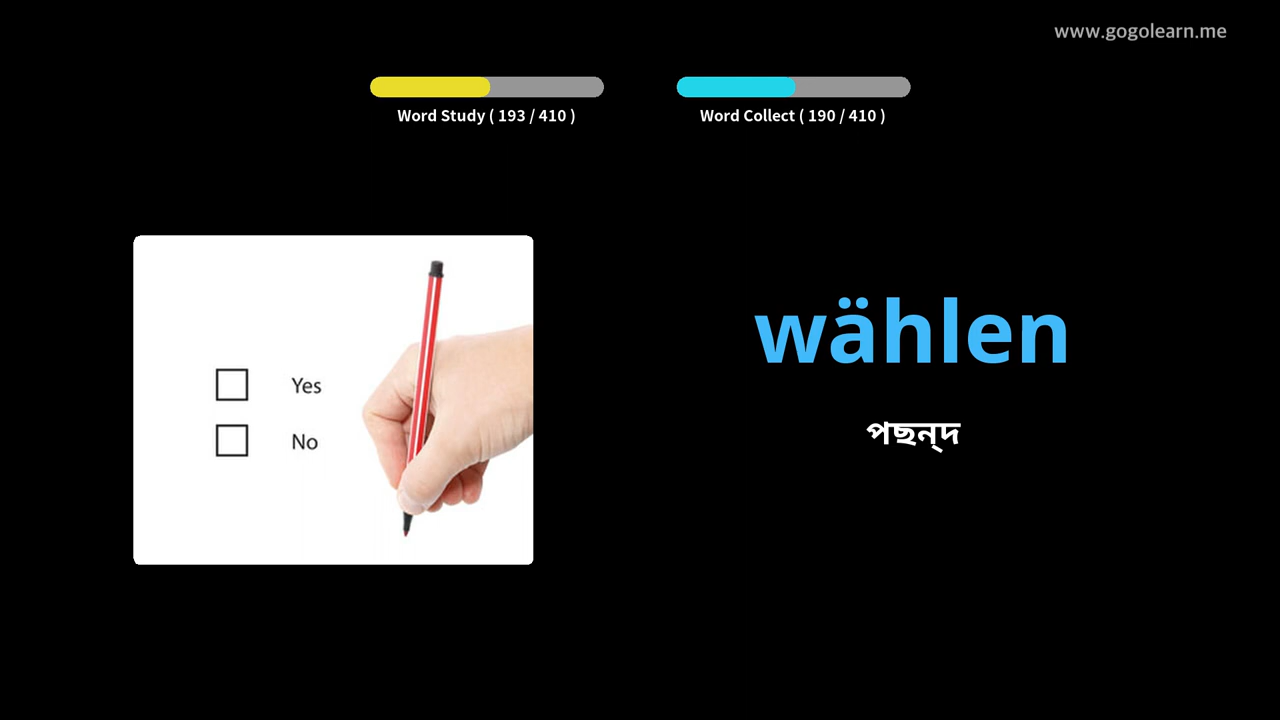 www.gogolearn.me
Word Study ( 193 / 410 )
Word Collect ( 190 / 410 )
Yes
No
wählen
পছন্দ